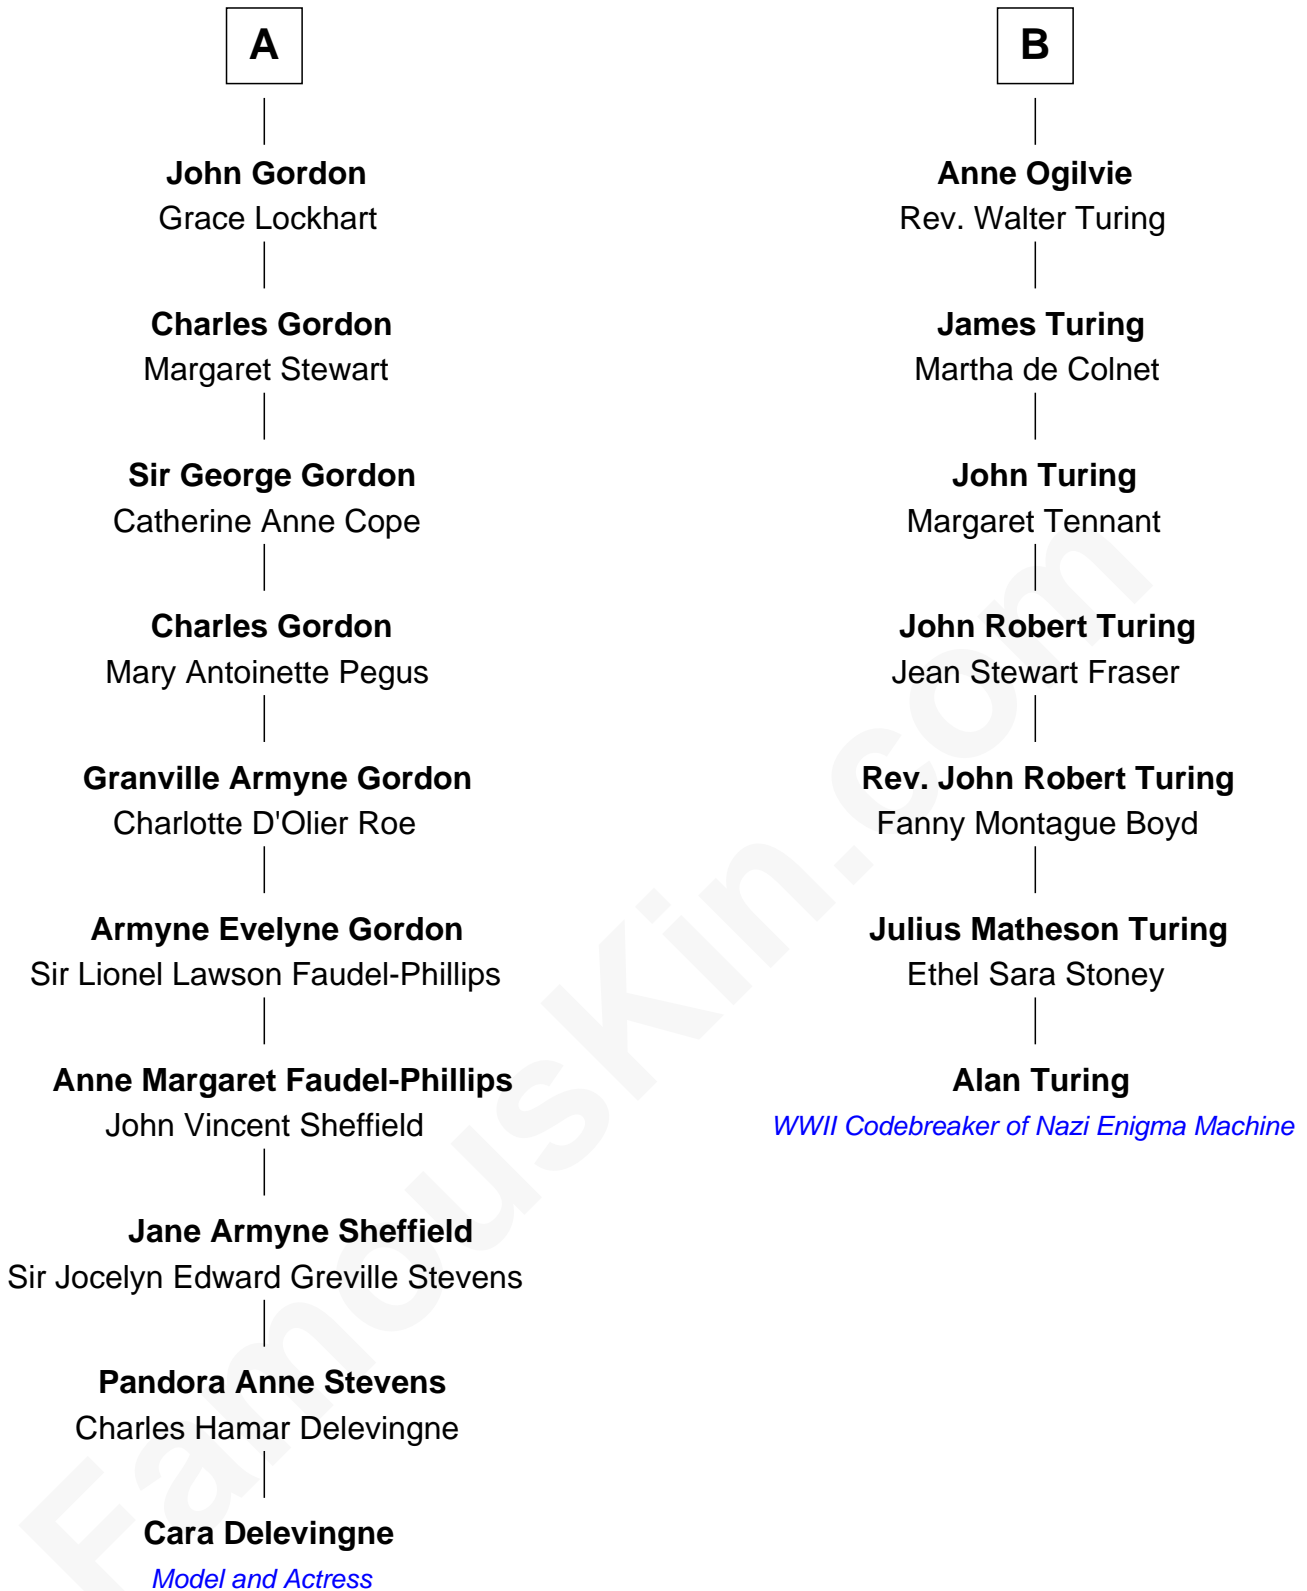 A
John Gordon
Grace Lockhart
Charles Gordon
Margaret Stewart
Sir George Gordon
Catherine Anne Cope
Charles Gordon
Mary Antoinette Pegus
Granville Armyne Gordon
Charlotte D'Olier Roe
Armyne Evelyne Gordon
Sir Lionel Lawson Faudel-Phillips
Anne Margaret Faudel-Phillips
John Vincent Sheffield
Jane Armyne Sheffield
Sir Jocelyn Edward Greville Stevens
Pandora Anne Stevens
Charles Hamar Delevingne
Cara Delevingne
Model and Actress
B
Anne Ogilvie
Rev. Walter Turing
James Turing
Martha de Colnet
John Turing
Margaret Tennant
John Robert Turing
Jean Stewart Fraser
Rev. John Robert Turing
Fanny Montague Boyd
Julius Matheson Turing
Ethel Sara Stoney
Alan Turing
WWII Codebreaker of Nazi Enigma Machine
FamousKin.com